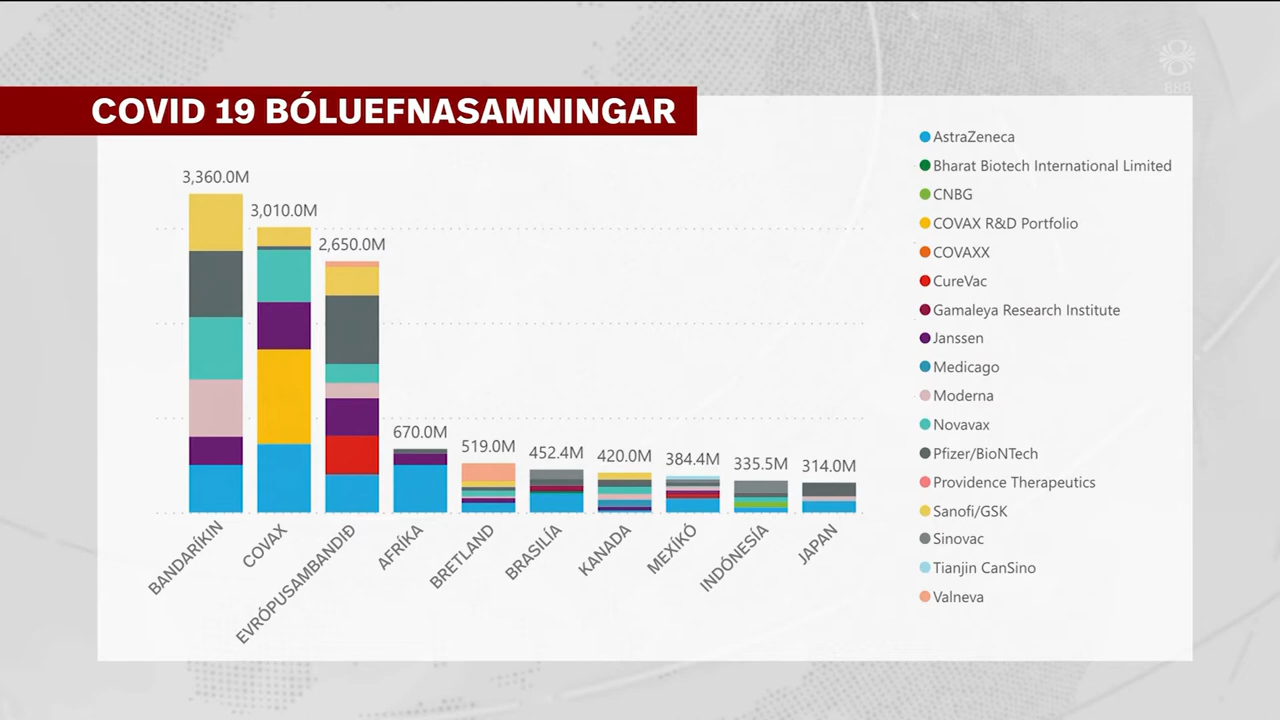 COVID 19 BÓLUEFNASAMNINGAR
888
3,360.0M
3,010.0M
2,650.0M
670.0M
519.0M
452.4M
420.0M
384.4M
335.5M
314.0M
BANDARÍKIN
COVAX
EVRÓPUSAMBANDIÐ
AFRÍKA
BRETLAND
BRASILÍA
KANADA
MEXÍKÓ
INDÓNESÍA
JAPAN
AstraZeneca
Bharat Biotech International Limited
CNBG
COVAX R&D Portfolio
COVAXX
CureVac
Gamaleya Research Institute
Janssen
Medicago
Moderna
Novavax
Pfizer/BioNTech
Providence Therapeutics
Sanofi/GSK
Sinovac
Tianjin CanSino
Valneva